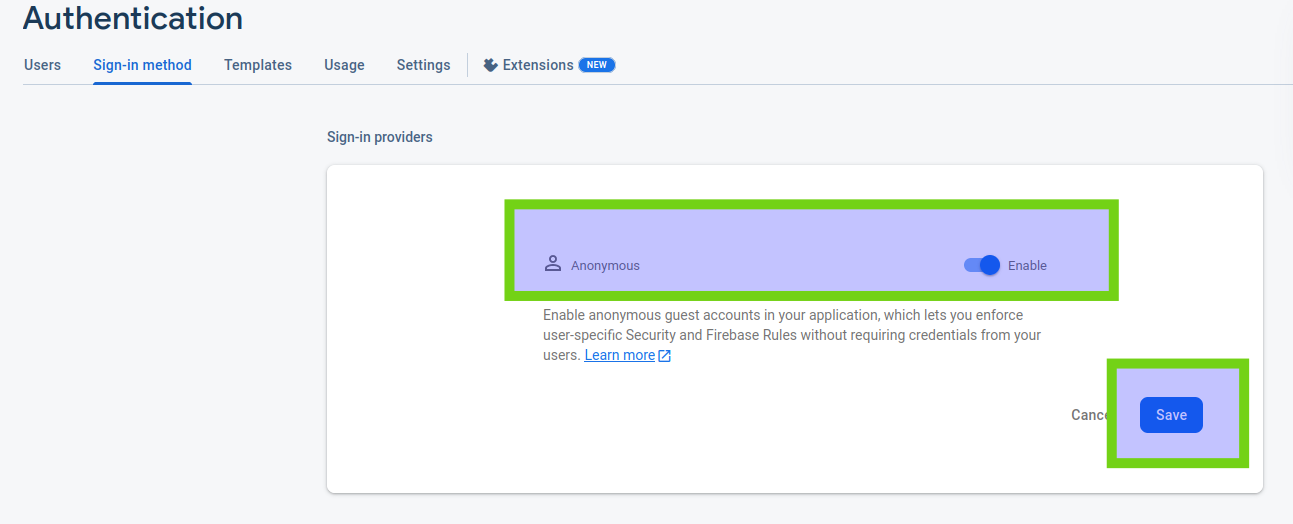 Authentication
Users Sign-in method Templates Usage Settings Extensions NEW
Sign-in providers
Anonymous Enable
Enable anonymous guest accounts in your application, which lets you enforce
user-specific Security and Firebase Rules without requiring credentials from your
users. Learn more
Canc Save